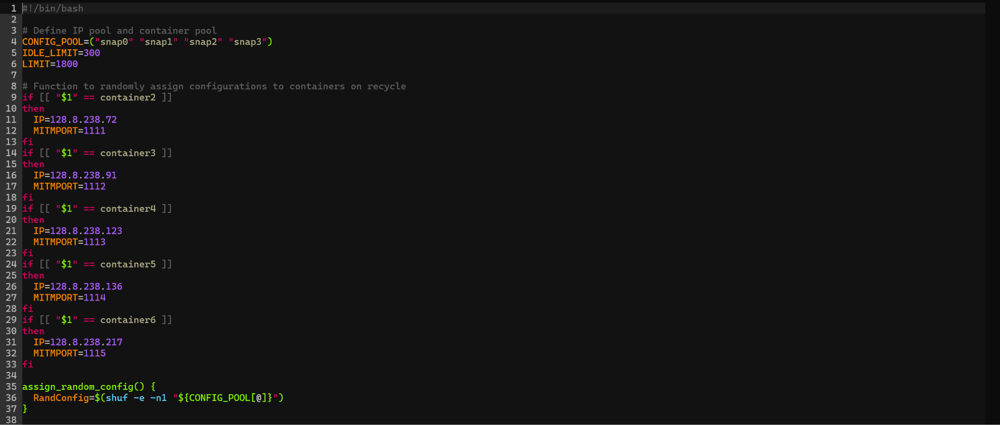 1 #!/bin/bash
2
3 # Define IP pool and container pool
4 CONFIG_POOL=("snap0" "snap1" "snap2" "snap3")
5 IDLE_LIMIT=300
6 LIMIT=1800
7
8 # Function to randomly assign configurations to containers on recycle
9 if [[ "$1" == container2 ]]
10 then
11   IP=128.8.238.72
12   MITMPORT=1111
13 fi
14 if [[ "$1" == container3 ]]
15 then
16   IP=128.8.238.91
17   MITMPORT=1112
18 fi
19 if [[ "$1" == container4 ]]
20 then
21   IP=128.8.238.123
22   MITMPORT=1113
23 fi
24 if [[ "$1" == container5 ]]
25 then
26   IP=128.8.238.136
27   MITMPORT=1114
28 fi
29 if [[ "$1" == container6 ]]
30 then
31   IP=128.8.238.217
32   MITMPORT=1115
33 fi
34
35 assign_random_config() {
36   RandConfig=$(shuf -e -n1 "${CONFIG_POOL[@]}")
37 }
38